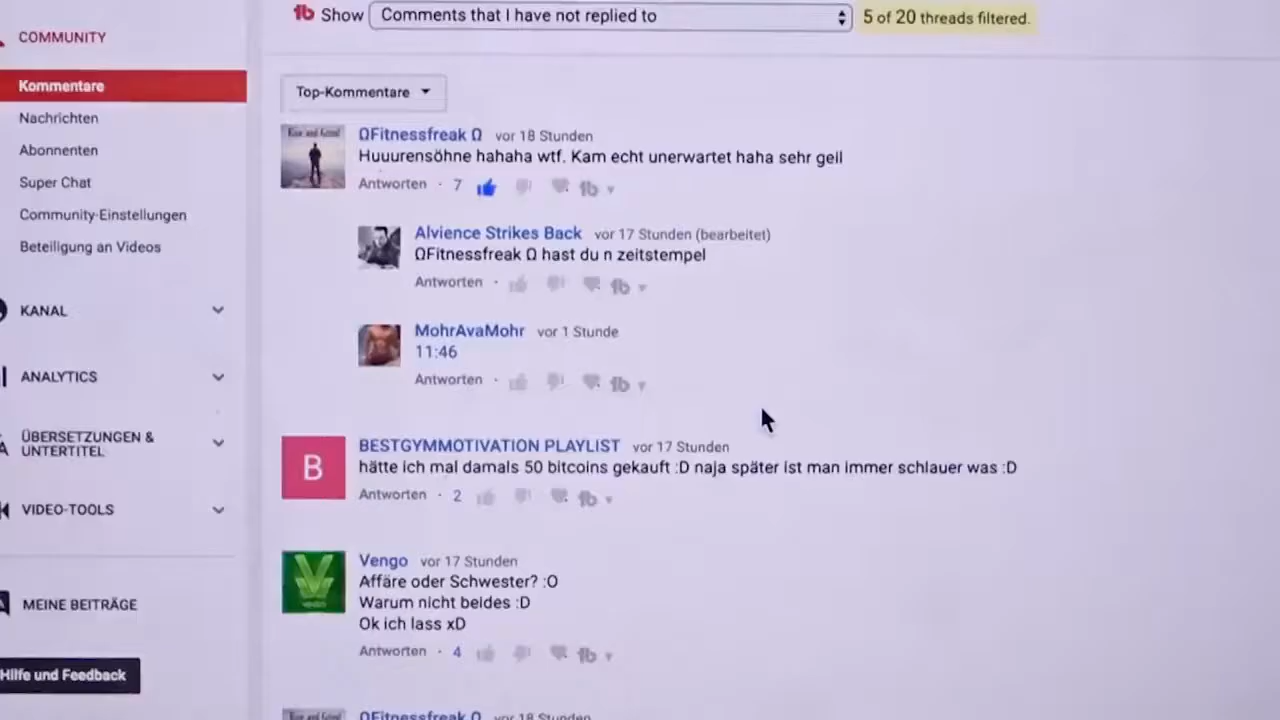 Show Comments that I have not replied to 5 of 20 threads filtered.
COMMUNITY
Kommentare
Nachrichten
Abonnenten
Super Chat
Community-Einstellungen
Beteiligung an Videos
KANAL
ANALYTICS
ÜBERSETZUNGEN &
UNTERTITEL
VIDEO-TOOLS
MEINE BEITRÄGE
Hilfe und Feedback
Top-Kommentare
ΩFitnessfreak Ω vor 18 Stunden
Huuurensöhne hahaha wtf. Kam echt unerwartet haha sehr geil
Antworten · 7
Alvience Strikes Back vor 17 Stunden (bearbeitet)
ΩFitnessfreak Ω hast du n zeitstempel
Antworten ·
MohrAvaMohr vor 1 Stunde
11:46
Antworten ·
B
BESTGYMMOTIVATION PLAYLIST vor 17 Stunden
hätte ich mal damals 50 bitcoins gekauft :D naja später ist man immer schlauer was :D
Antworten · 2
Vengo vor 17 Stunden
Affäre oder Schwester? :O
Warum nicht beides :D
Ok ich lass xD
Antworten · 4
ΩFitnessfreak Ω vor 18 Stunden